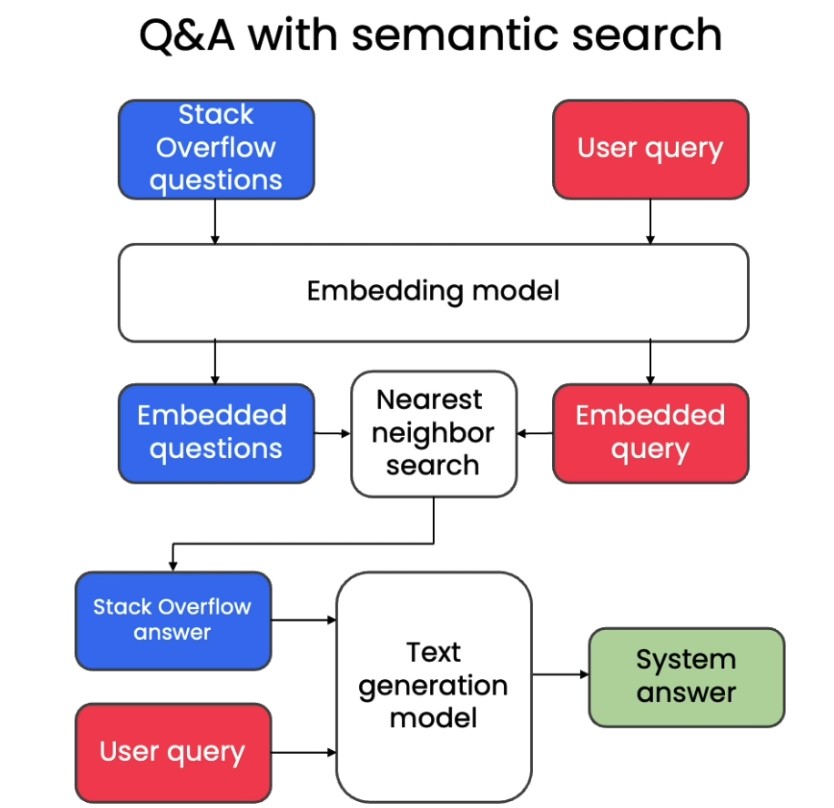 Q&A with semantic search
Stack
Overflow
questions
User query
Embedding model
Embedded
questions
Nearest
neighbor
search
Embedded
query
Stack Overflow
answer
Text
generation
model
System
answer
User query